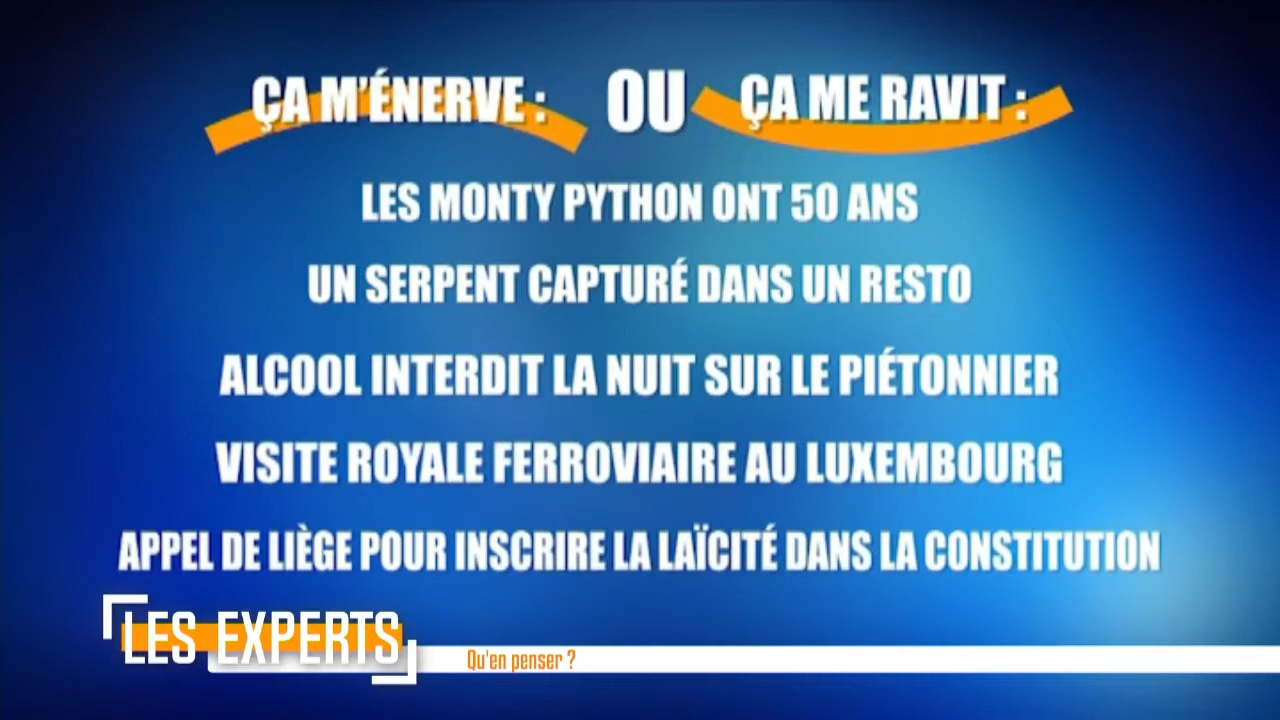 ÇA M'ÉNERVE : OU ÇA ME RAVIT :
LES MONTY PYTHON ONT 50 ANS
UN SERPENT CAPTURÉ DANS UN RESTO
ALCOOL INTERDIT LA NUIT SUR LE PIÉTONNIER
VISITE ROYALE FERROVIAIRE AU LUXEMBOURG
APPEL DE LIÈGE POUR INSCRIRE LA LAÏCITÉ DANS LA CONSTITUTION
LES EXPERTS
Qu'en penser ?